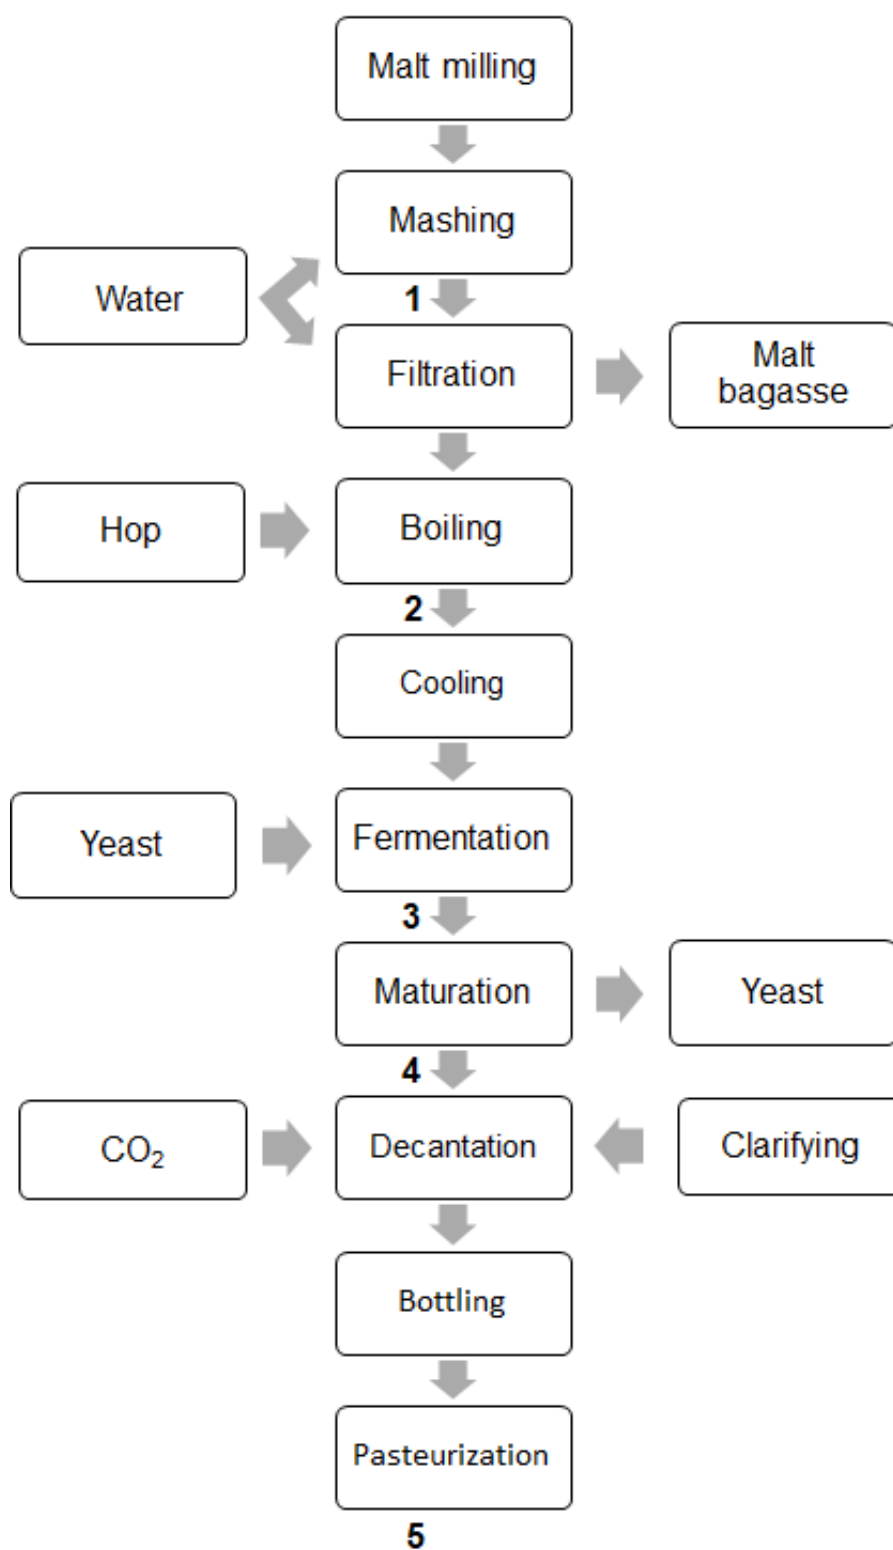 Malt milling
Mashing
Water
1
Filtration
Malt
bagasse
Hop
Boiling
2
Cooling
Yeast
Fermentation
3
Maturation
Yeast
4
CO₂
Decantation
Clarifying
Bottling
Pasteurization
5